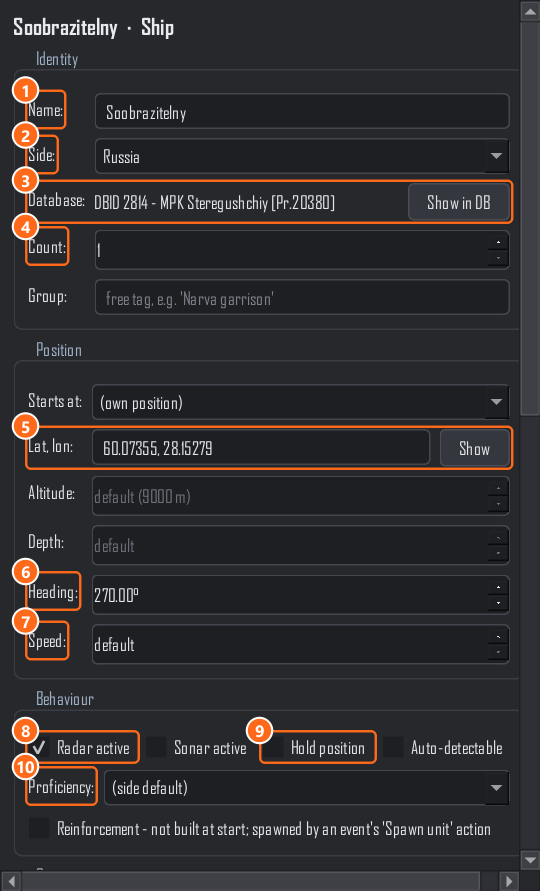 Soobrazitelny · Ship
Identity
1
Name: Soobrazitelny
2
Side: Russia
3
Database: DBID 2814 - MPK Steregushchiy [Pr.20380] Show in DB
4
Count: 1
Group: free tag, e.g. 'Narva garrison'
Position
Starts at: (own position)
5
Lat, lon: 60.07355, 28.15279 Show
Altitude: default (9000 m)
Depth: default
6
Heading: 270.00º
7
Speed: default
Behaviour
8 9
Radar active Sonar active Hold position Auto-detectable
10
Proficiency: (side default)
Reinforcement - not built at start; spawned by an event's 'Spawn unit' action